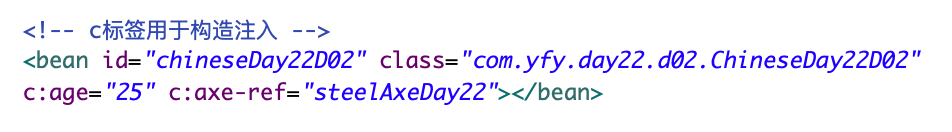 <!-- c标签用于构造注入 -->
<bean id="chineseDay22D02" class="com.yfy.day22.d02.ChineseDay22D02"
c:age="25" c:axe-ref="steelAxeDay22"></bean>